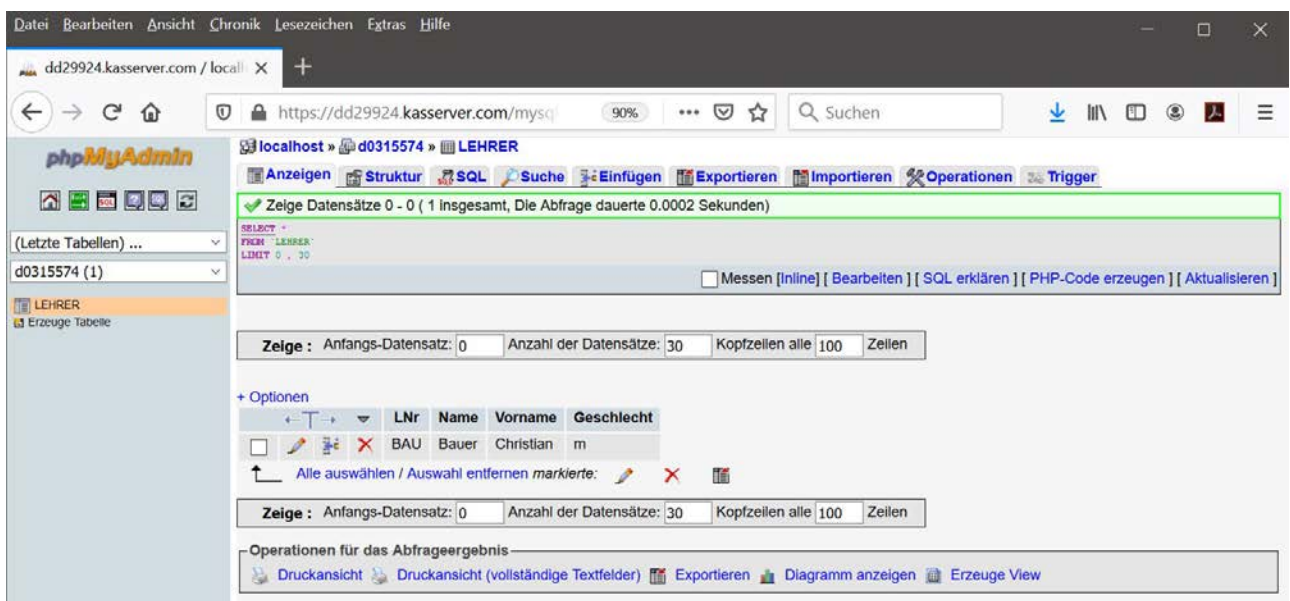 Datei Bearbeiten Ansicht Chronik Lesezeichen Extras Hilfe
dd29924.kasserver.com / locall
https://dd29924.kasserver.com/mysq 90% Suchen
phpMyAdmin
localhost » d0315574 » LEHRER
Anzeigen Struktur SQL Suche Einfügen Exportieren Importieren Operationen Trigger
Zeige Datensätze 0 - 0 ( 1 insgesamt, Die Abfrage dauerte 0.0002 Sekunden)
SELECT *
FROM `LEHRER`
LIMIT 0 , 30
Messen [Inline] [ Bearbeiten ] [ SQL erklären ] [ PHP-Code erzeugen ] [ Aktualisieren ]
(Letzte Tabellen) ...
d0315574 (1)
LEHRER
Erzeuge Tabelle
Zeige : Anfangs-Datensatz: 0 Anzahl der Datensätze: 30 Kopfzeilen alle 100 Zeilen
+ Optionen
LNr Name Vorname Geschlecht
BAU Bauer Christian m
Alle auswählen / Auswahl entfernen markierte:
Zeige : Anfangs-Datensatz: 0 Anzahl der Datensätze: 30 Kopfzeilen alle 100 Zeilen
Operationen für das Abfrageergebnis
Druckansicht Druckansicht (vollständige Textfelder) Exportieren Diagramm anzeigen Erzeuge View